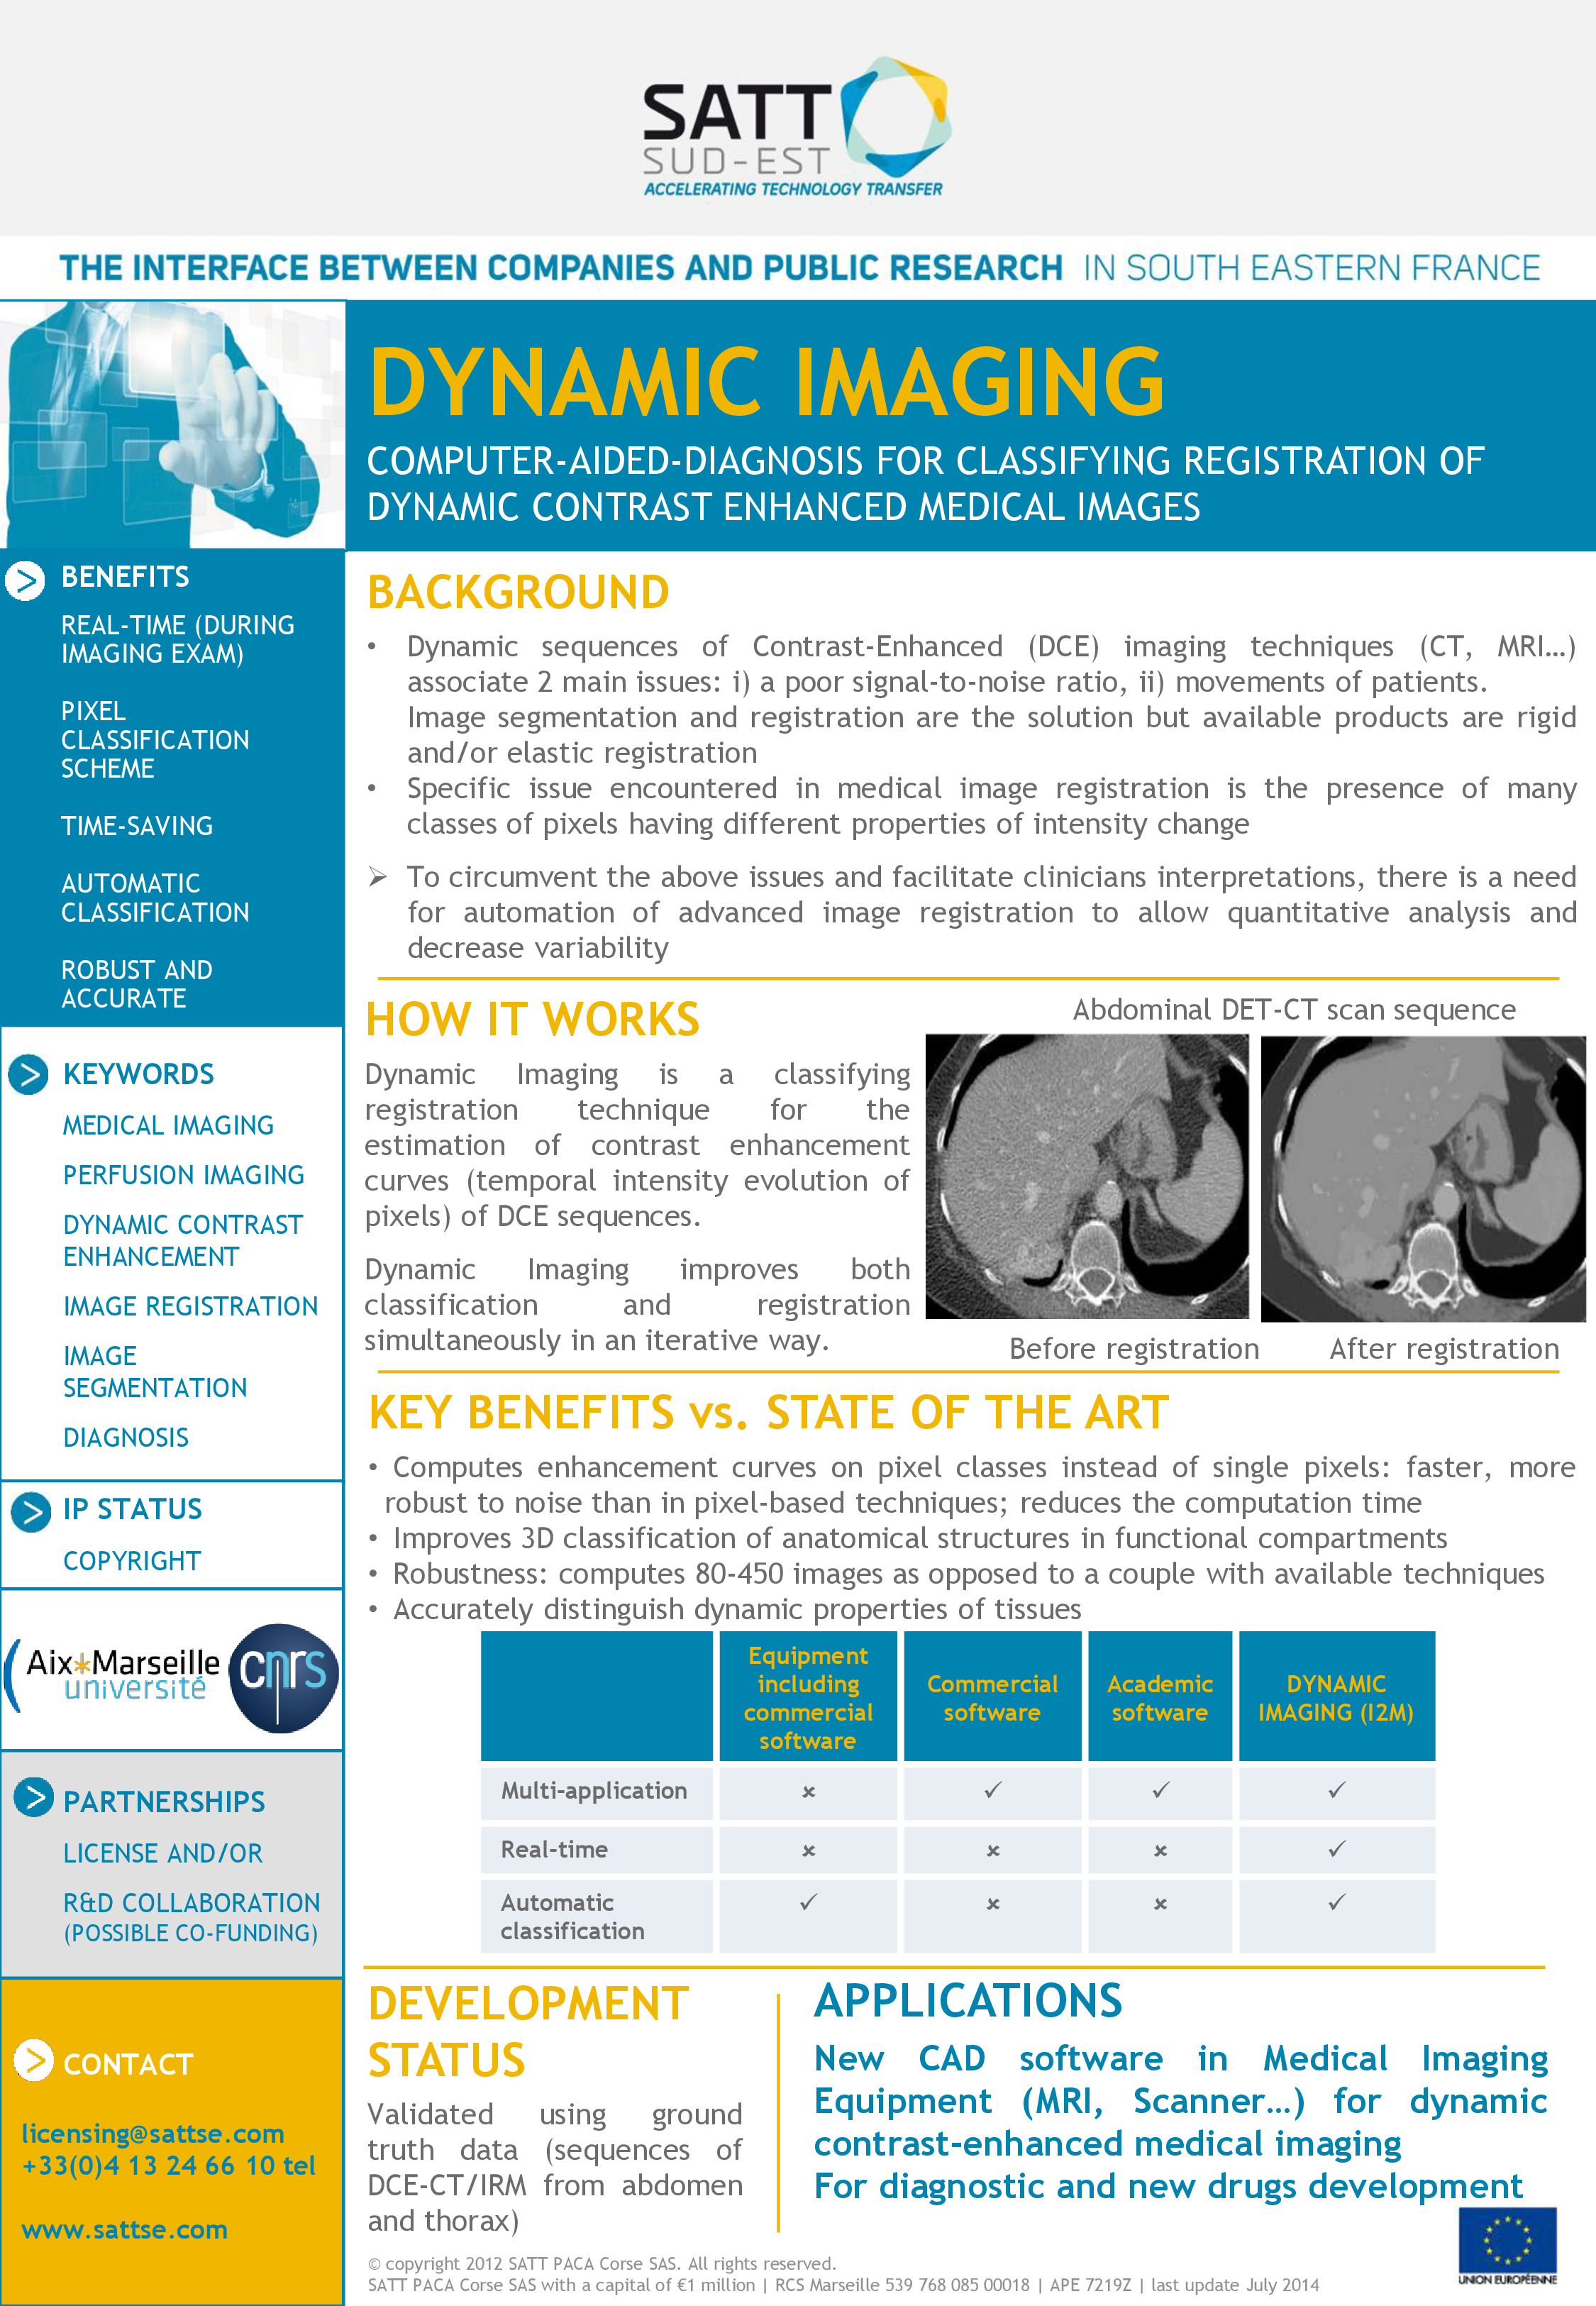 SATT
SUD-EST
ACCELERATING TECHNOLOGY TRANSFER
THE INTERFACE BETWEEN COMPANIES AND PUBLIC RESEARCH IN SOUTH EASTERN FRANCE
DYNAMIC IMAGING
COMPUTER-AIDED-DIAGNOSIS FOR CLASSIFYING REGISTRATION OF
DYNAMIC CONTRAST ENHANCED MEDICAL IMAGES
> BENEFITS
REAL-TIME (DURING
IMAGING EXAM)
PIXEL
CLASSIFICATION
SCHEME
TIME-SAVING
AUTOMATIC
CLASSIFICATION
ROBUST AND
ACCURATE
> KEYWORDS
MEDICAL IMAGING
PERFUSION IMAGING
DYNAMIC CONTRAST
ENHANCEMENT
IMAGE REGISTRATION
IMAGE
SEGMENTATION
DIAGNOSIS
> IP STATUS
COPYRIGHT
(Aix*Marseille
université
cnrs
> PARTNERSHIPS
LICENSE AND/OR
R&D COLLABORATION
(POSSIBLE CO-FUNDING)
> CONTACT
licensing@sattse.com
+33(0)4 13 24 66 10 tel
www.sattse.com
BACKGROUND
• Dynamic sequences of Contrast-Enhanced (DCE) imaging techniques (CT, MRI…)
associate 2 main issues: i) a poor signal-to-noise ratio, ii) movements of patients.
Image segmentation and registration are the solution but available products are rigid
and/or elastic registration
• Specific issue encountered in medical image registration is the presence of many
classes of pixels having different properties of intensity change
➢ To circumvent the above issues and facilitate clinicians interpretations, there is a need
for automation of advanced image registration to allow quantitative analysis and
decrease variability
HOW IT WORKS
Dynamic Imaging is a classifying
registration technique for the
estimation of contrast enhancement
curves (temporal intensity evolution of
pixels) of DCE sequences.
Dynamic Imaging improves both
classification and registration
simultaneously in an iterative way.
Abdominal DET-CT scan sequence
Before registration After registration
KEY BENEFITS vs. STATE OF THE ART
• Computes enhancement curves on pixel classes instead of single pixels: faster, more
robust to noise than in pixel-based techniques; reduces the computation time
• Improves 3D classification of anatomical structures in functional compartments
• Robustness: computes 80-450 images as opposed to a couple with available techniques
• Accurately distinguish dynamic properties of tissues
Equipment
including
commercial
software
Commercial
software
Academic
software
DYNAMIC
IMAGING (I2M)
Multi-application × ✓ ✓ ✓
Real-time × × × ✓
Automatic
classification
✓ × × ✓
DEVELOPMENT
STATUS
Validated using ground
truth data (sequences of
DCE-CT/IRM from abdomen
and thorax)
APPLICATIONS
New CAD software in Medical Imaging
Equipment (MRI, Scanner…) for dynamic
contrast-enhanced medical imaging
For diagnostic and new drugs development
UNION EUROPÉENNE
© copyright 2012 SATT PACA Corse SAS. All rights reserved.
SATT PACA Corse SAS with a capital of €1 million | RCS Marseille 539 768 085 00018 | APE 7219Z | last update July 2014